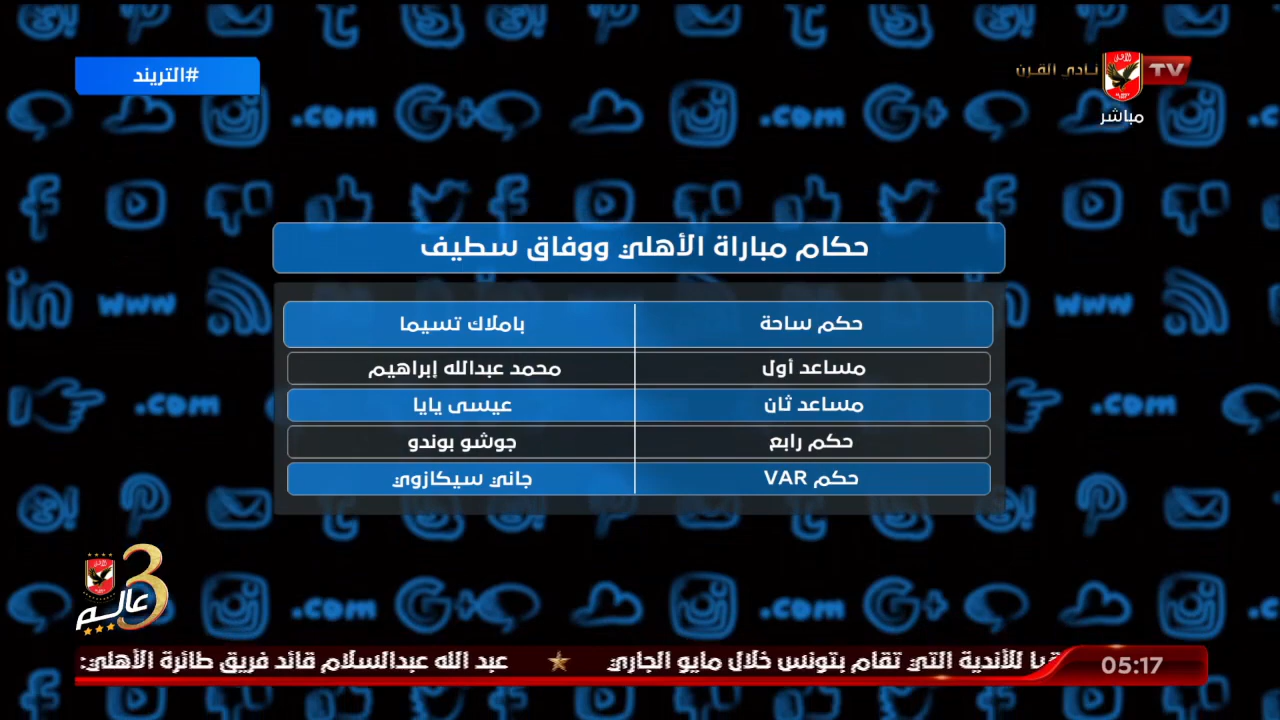 #التريند
نادي القرن TV
مباشر
حكام مباراة الأهلي ووفاق سطيف
حكم ساحة باملاك تسيما
مساعد أول محمد عبدالله إبراهيم
مساعد ثان عيسى يايا
حكم رابع جوشو بوندو
حكم VAR جاني سيكازوي
3 عالم
للأندية التي تقام بتونس خلال مايو الجاري ★ عبد الله عبدالسلام قائد فريق طائرة الأهلي:
05:17